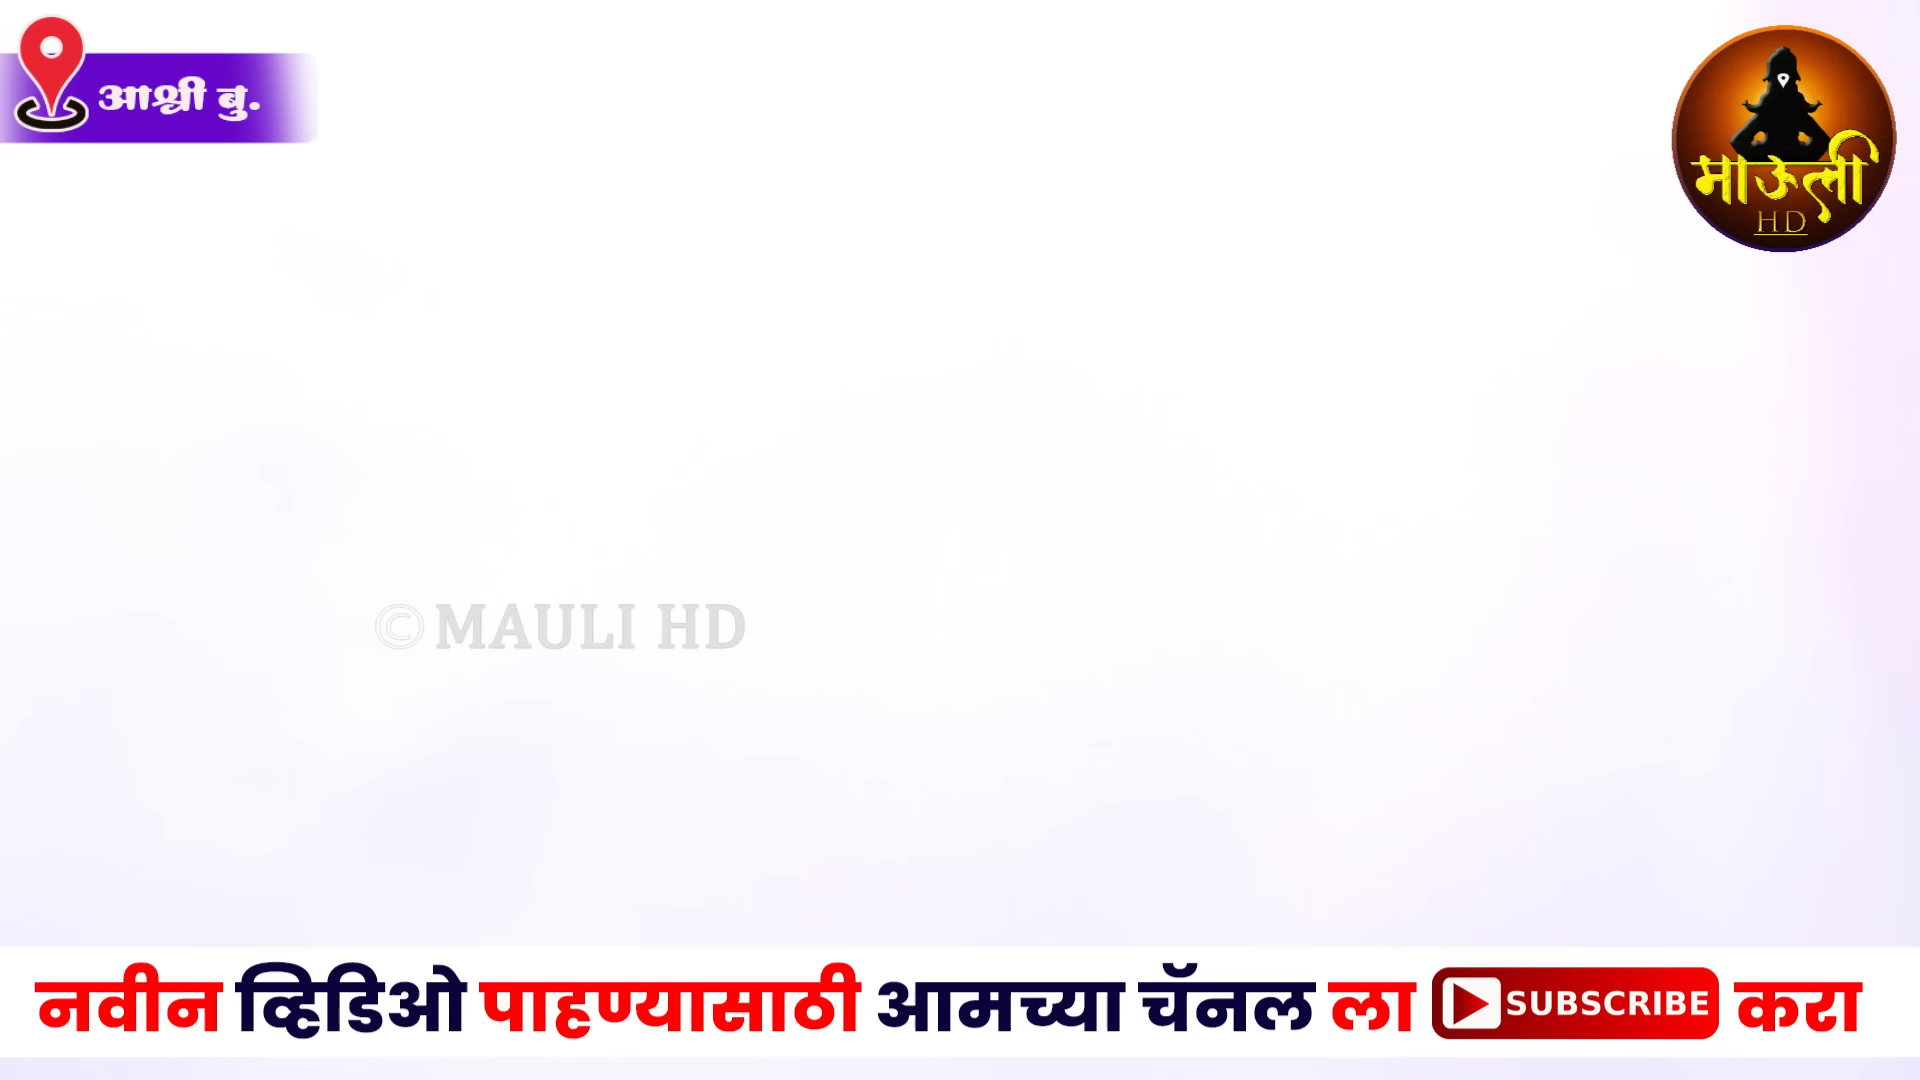 आश्री बु.
माऊली
HD
©MAULI HD
नवीन व्हिडिओ पाहण्यासाठी आमच्या चॅनल ला SUBSCRIBE करा